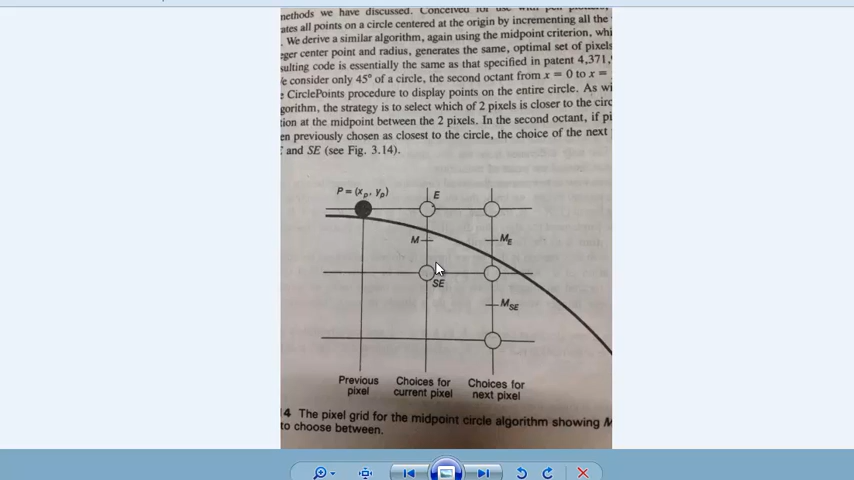 methods we have discussed. Conceived for use with pen
ates all points on a circle centered at the origin by incrementing all the
. We derive a similar algorithm, again using the midpoint criterion, whi
eger center point and radius, generates the same, optimal set of pixels
sulting code is essentially the same as that specified in patent 4,371,
e consider only 45° of a circle, the second octant from x = 0 to x =
e CirclePoints procedure to display points on the entire circle. As wi
gorithm, the strategy is to select which of 2 pixels is closer to the circ
tion at the midpoint between the 2 pixels. In the second octant, if pi
en previously chosen as closest to the circle, the choice of the next
and SE (see Fig. 3.14).
P = (xp, yp)
E
M
ME
SE
MSE
Previous pixel
Choices for current pixel
Choices for next pixel
14 The pixel grid for the midpoint circle algorithm showing M
to choose between.